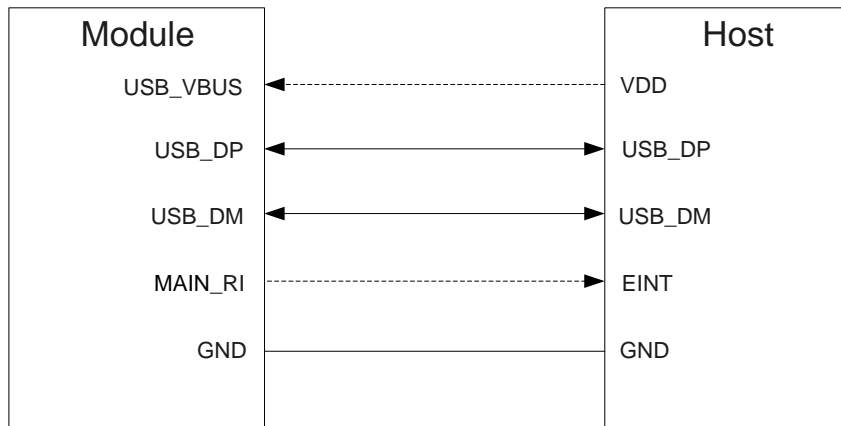 Module Host
USB_VBUS VDD
USB_DP USB_DP
USB_DM USB_DM
MAIN_RI EINT
GND GND